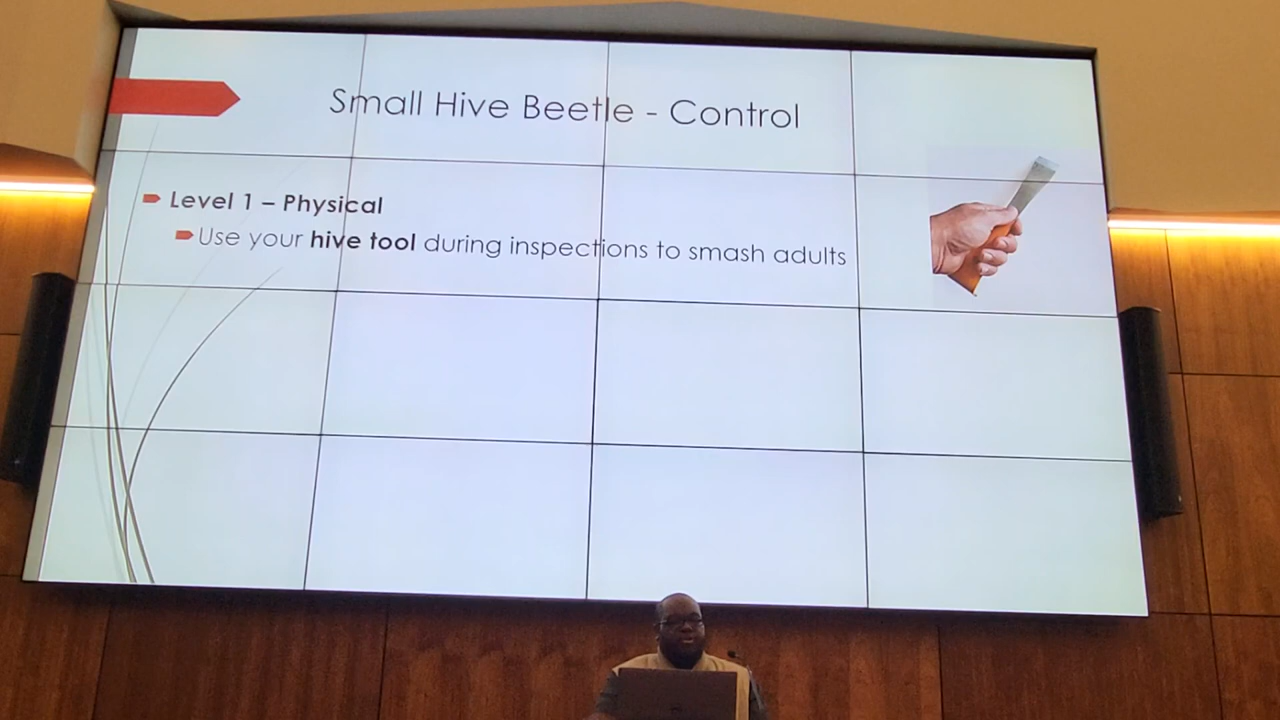 Small Hive Beetle - Control
Level 1 – Physical
Use your hive tool during inspections to smash adults